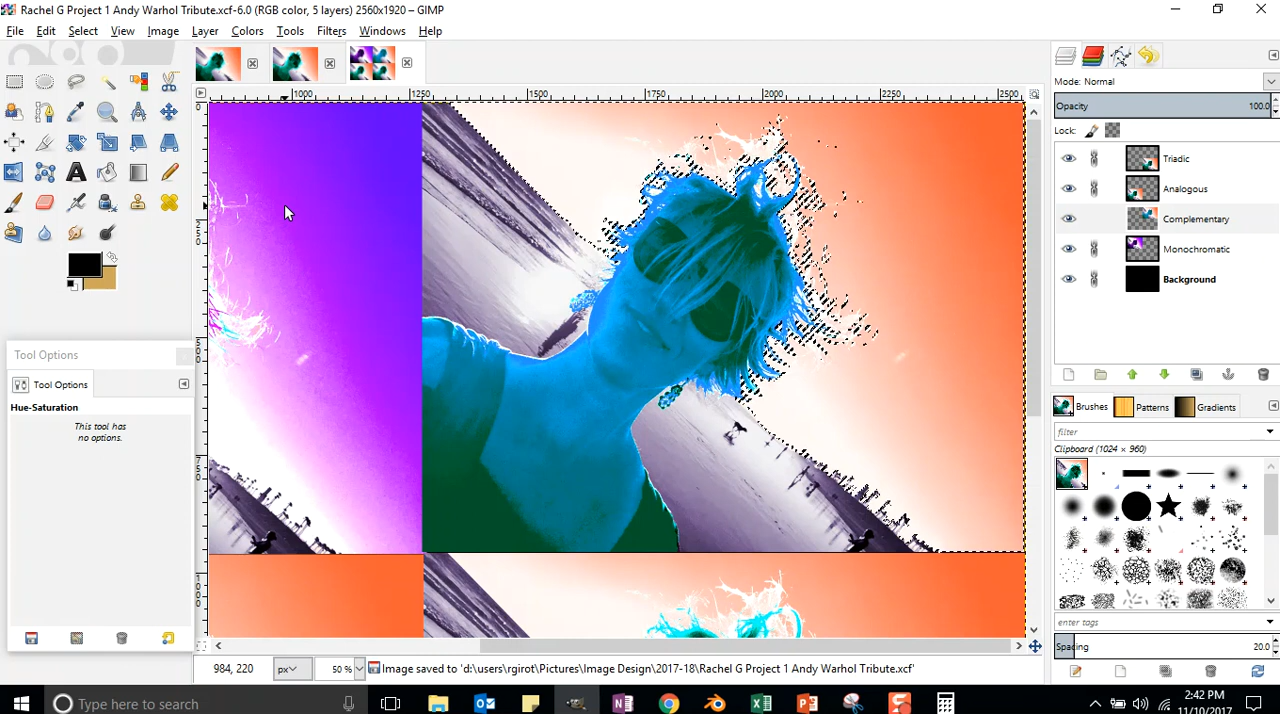 Rachel G Project 1 Andy Warhol Tribute.xcf-6.0 (RGB color, 5 layers) 2560x1920 – GIMP
File Edit Select View Image Layer Colors Tools Filters Windows Help
Mode: Normal
Opacity 100.0
Lock:
Triadic
Analogous
Complementary
Monochromatic
Background
1000 1250 1500 1750 2000 2250 2500
0
250
500
750
1000
Tool Options
Tool Options
Hue-Saturation
This tool has
no options.
Brushes Patterns Gradients
filter
Clipboard (1024 × 960)
enter tags
Spacing 20.0
984, 220 px 50 % Image saved to 'd:\users\rgirot\Pictures\Image Design\2017-18\Rachel G Project 1 Andy Warhol Tribute.xcf'
Type here to search
2:42 PM
11/10/2017